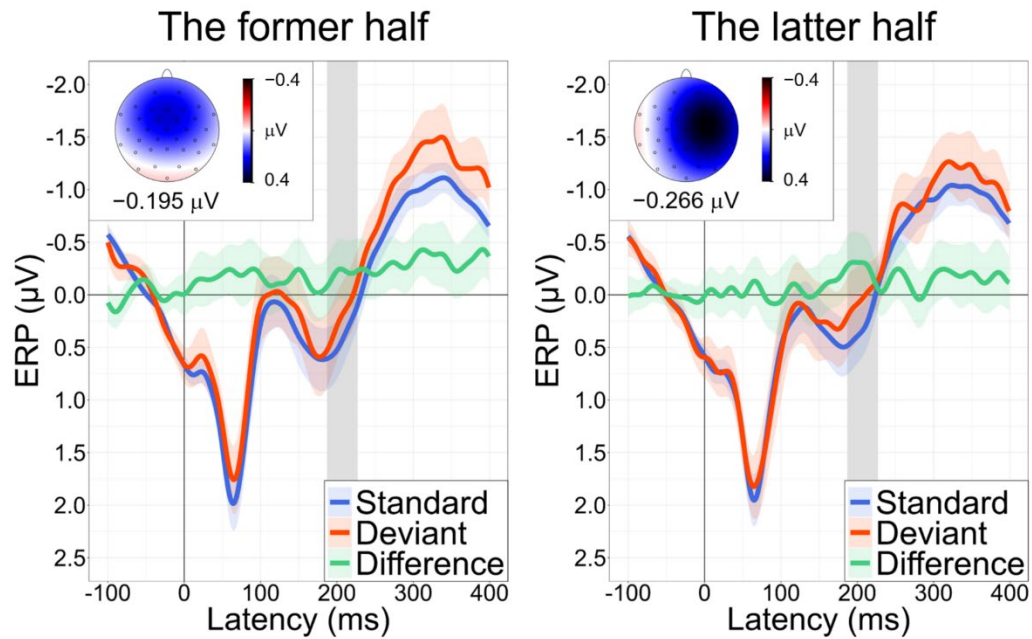 The former half
ERP (μV)
-2.0
-1.5
-1.0
-0.5
0.0
0.5
1.0
1.5
2.0
2.5
−0.4
μV
0.4
−0.195 μV
Standard
Deviant
Difference
-100 0 100 200 300 400
Latency (ms)
The latter half
ERP (μV)
-2.0
-1.5
-1.0
-0.5
0.0
0.5
1.0
1.5
2.0
2.5
−0.4
μV
0.4
−0.266 μV
Standard
Deviant
Difference
-100 0 100 200 300 400
Latency (ms)